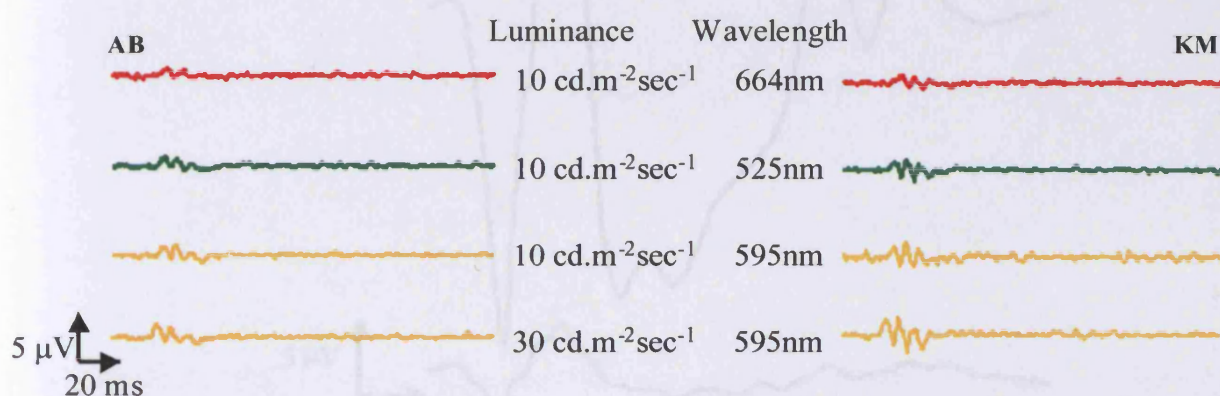 Luminance Wavelength
AB KM
10 cd.m⁻²sec⁻¹ 664nm
10 cd.m⁻²sec⁻¹ 525nm
10 cd.m⁻²sec⁻¹ 595nm
30 cd.m⁻²sec⁻¹ 595nm
5 µV
20 ms